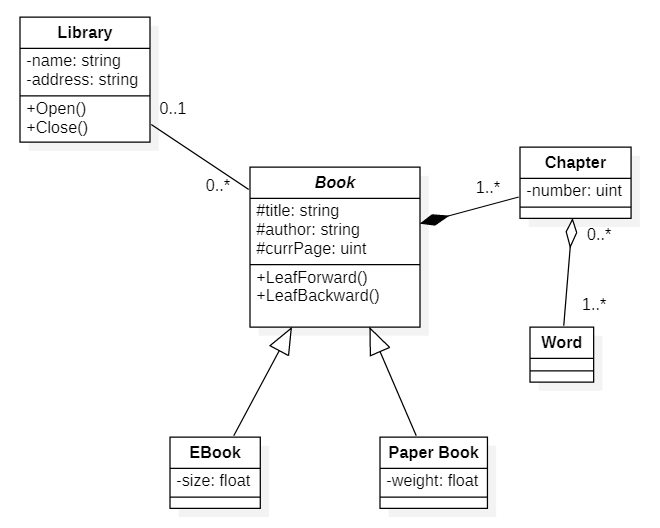 Library
-name: string
-address: string
+Open()
+Close()
0..1
0..*
Book
#title: string
#author: string
#currPage: uint
+LeafForward()
+LeafBackward()
1..*
Chapter
-number: uint
0..*
1..*
Word
EBook
-size: float
Paper Book
-weight: float